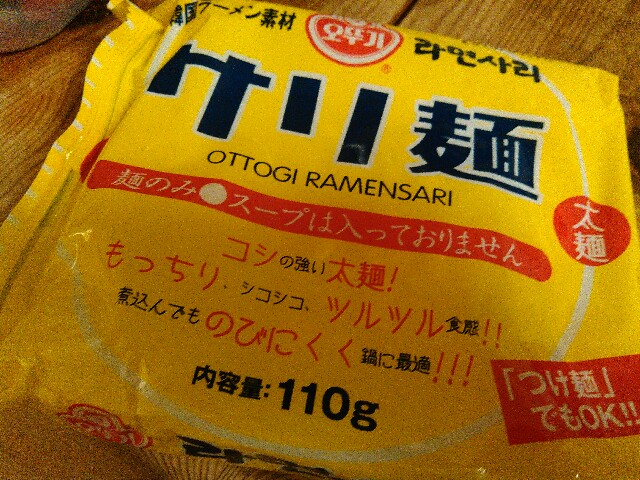 韓国ラーメン素材
오뚜기
라면사리
サリ麺
OTTOGI RAMENSARI
麺のみ●スープは入っておりません
太麺
コシの強い太麺!
もっちり、シコシコ、ツルツル食感!!
煮込んでものびにくく鍋に最適!!!
内容量:110g
「つけ麺」
でもOK!!